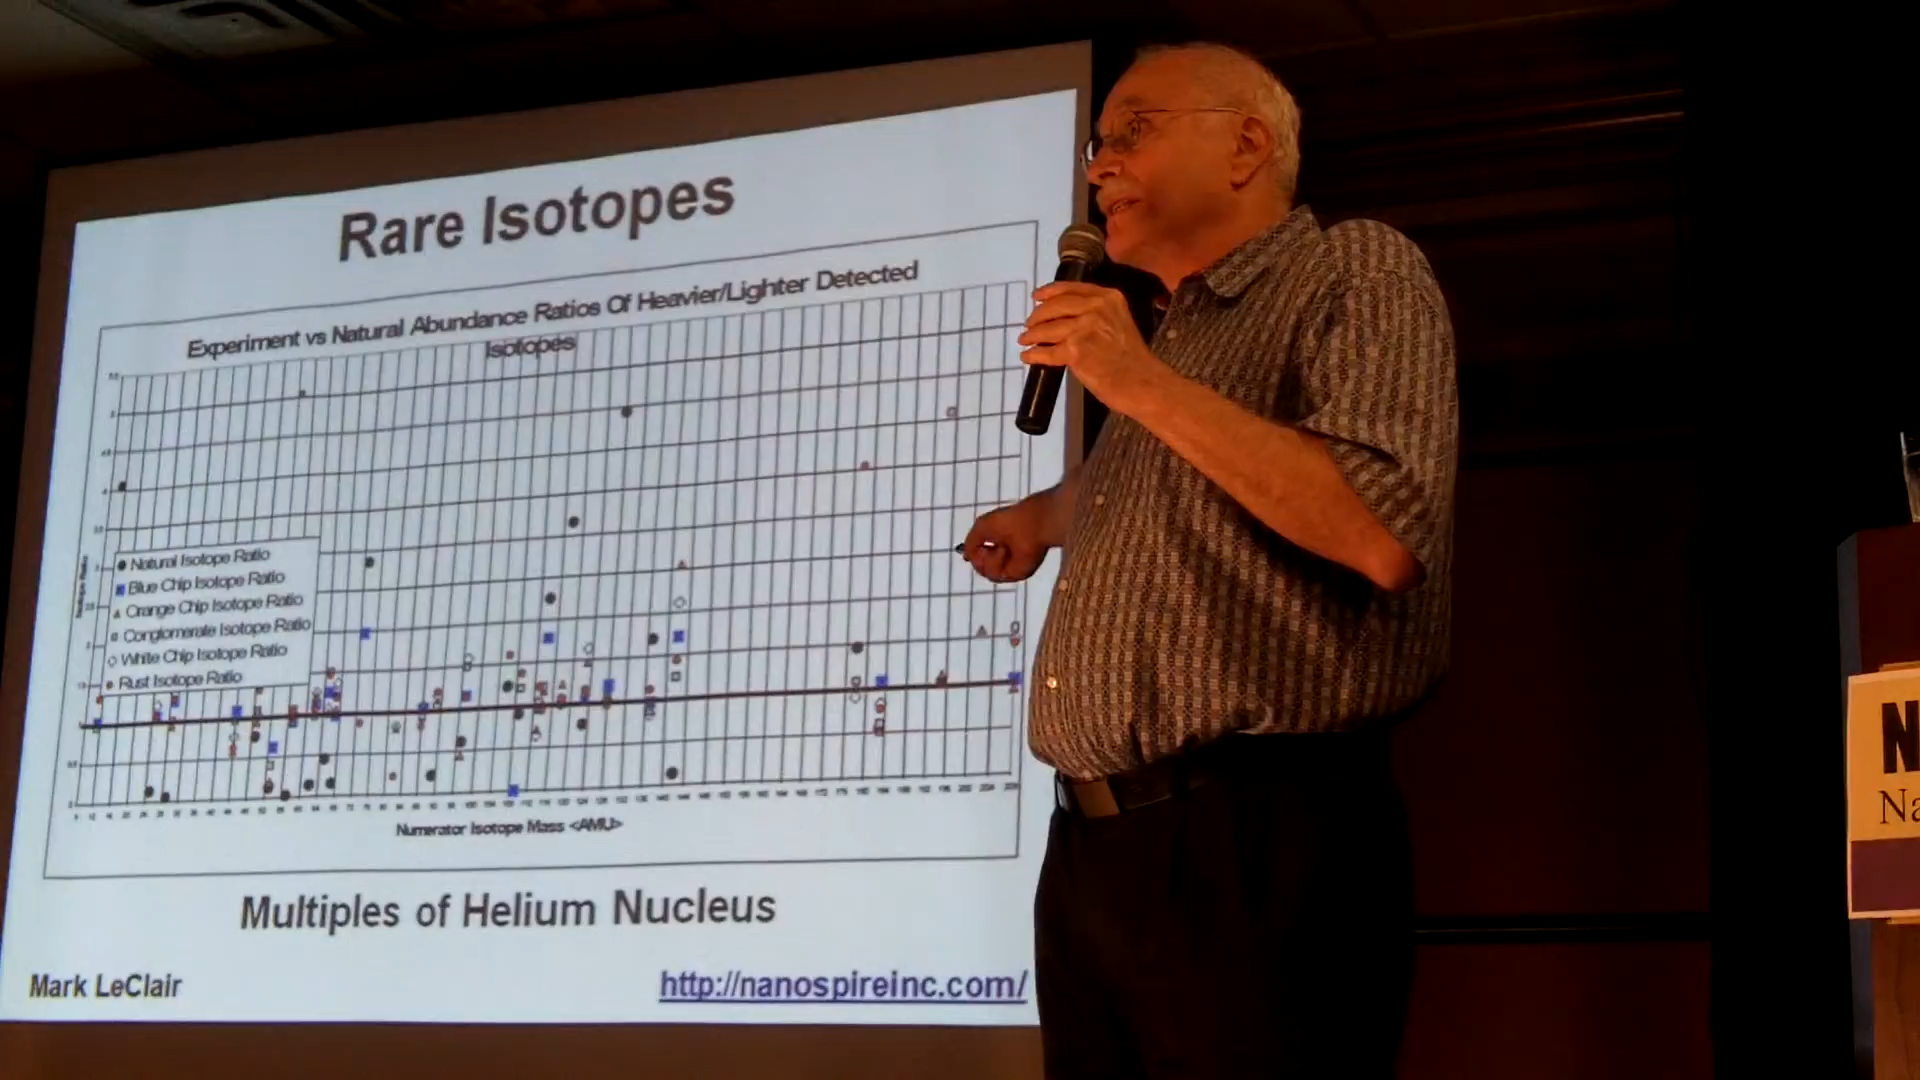 Rare Isotopes
Experiment vs Natural Abundance Ratios Of Heavier/Lighter Detected
Isotopes
Natural Isotope Ratio
Blue Chip Isotope Ratio
Orange Chip Isotope Ratio
Conglomerate Isotope Ratio
White Chip Isotope Ratio
Rust Isotope Ratio
Numerator Isotope Mass <AMU>
Multiples of Helium Nucleus
Mark LeClair
http://nanospireinc.com/
N
Na